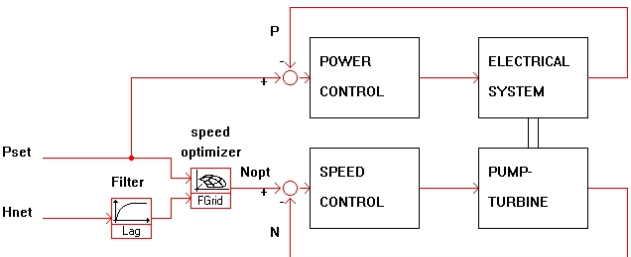 P
-
POWER
CONTROL
ELECTRICAL
SYSTEM
+
speed
optimizer
Pset
Filter
Nopt
+
-
SPEED
CONTROL
PUMP-
TURBINE
FGrid
Hnet
Lag
N